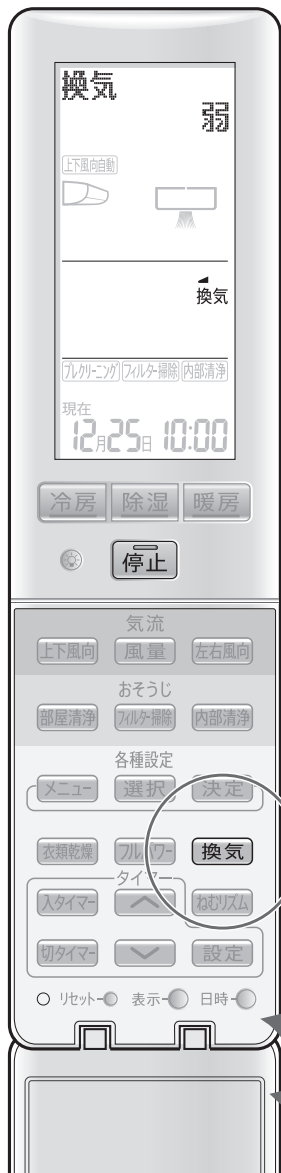 換気
弱
上下風向自動
換気
プレクリーニング フィルター掃除 内部清浄
現在
12月25日 10:00
冷房 除湿 暖房
停止
気流
上下風向 風量 左右風向
おそうじ
部屋清浄 フィルター掃除 内部清浄
各種設定
メニュー 選択 決定
衣類乾燥 フルパワー 換気
タイマー
入タイマー ねむリズム
切タイマー 設定
リセット 表示 日時